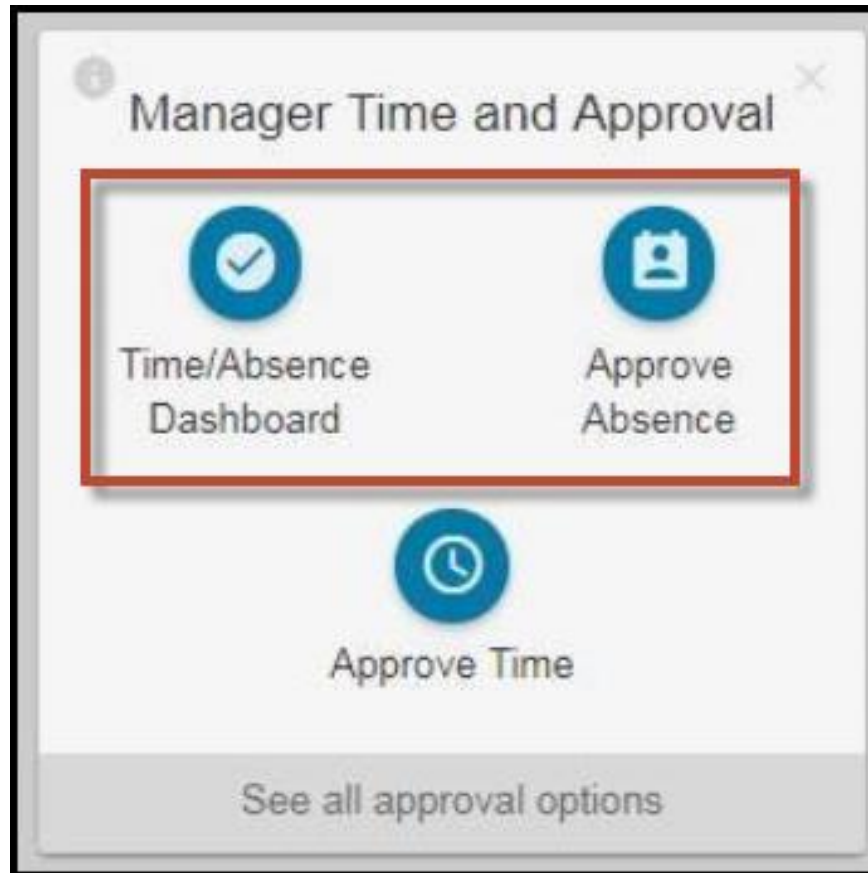 Manager Time and Approval
Time/Absence
Dashboard
Approve
Absence
Approve Time
See all approval options